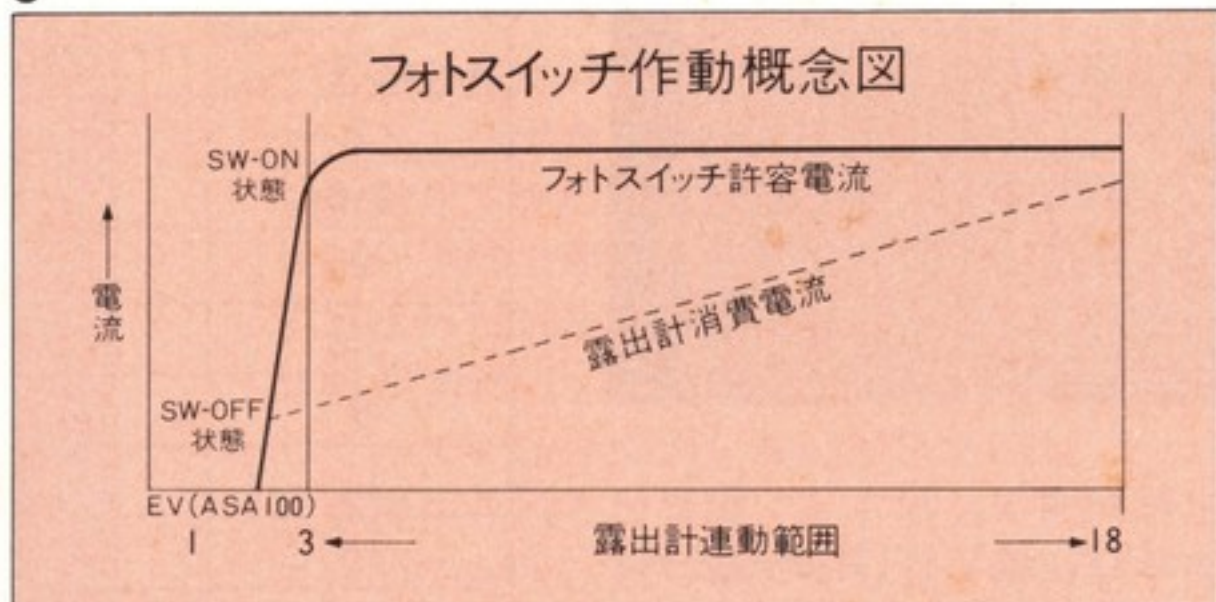 フォトスイッチ作動概念図
SW-ON
状態
フォトスイッチ許容電流
電流
露出計消費電流
SW-OFF
状態
EV(ASA100)
1 3 ← 露出計連動範囲 → 18